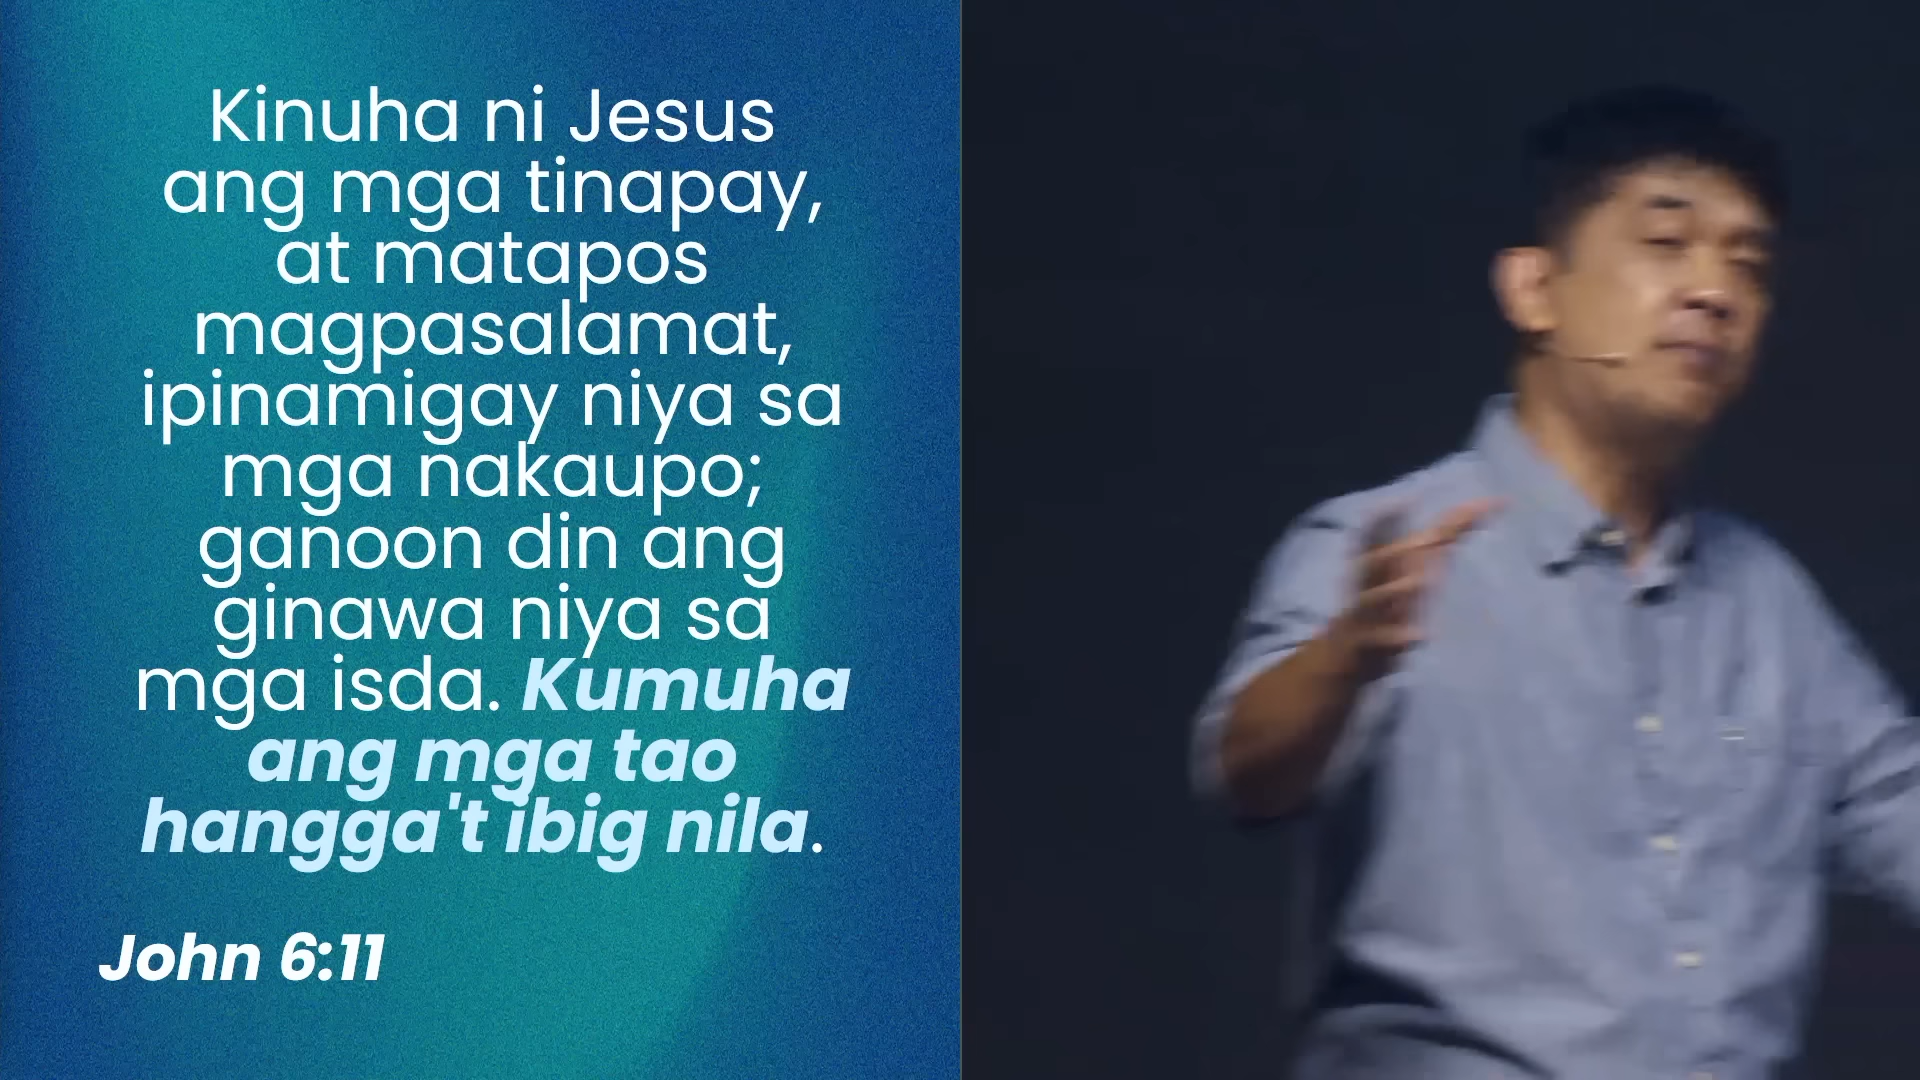 Kinuha ni Jesus
ang mga tinapay,
at matapos
magpasalamat,
ipinamigay niya sa
mga nakaupo;
ganoon din ang
ginawa niya sa
mga isda. Kumuha
ang mga tao
hangga't ibig nila.
John 6:11